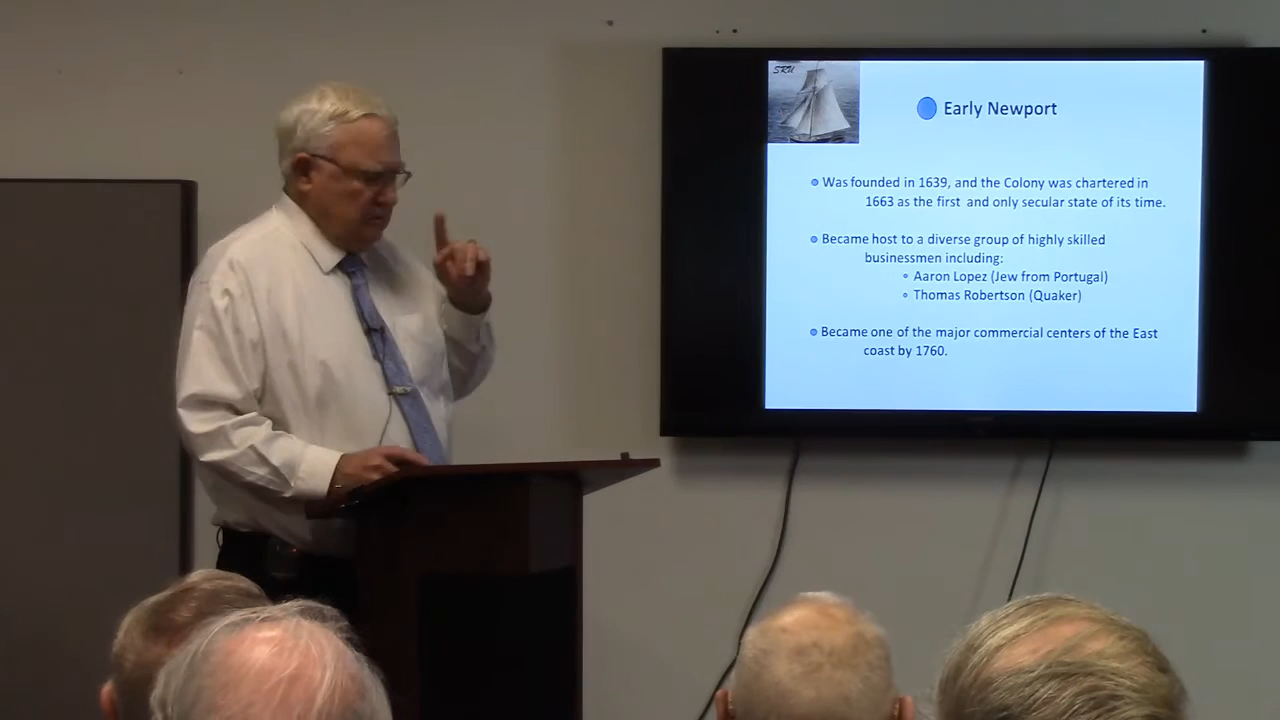 SRU
Early Newport
Was founded in 1639, and the Colony was chartered in
1663 as the first and only secular state of its time.
Became host to a diverse group of highly skilled
businessmen including:
Aaron Lopez (Jew from Portugal)
Thomas Robertson (Quaker)
Became one of the major commercial centers of the East
coast by 1760.